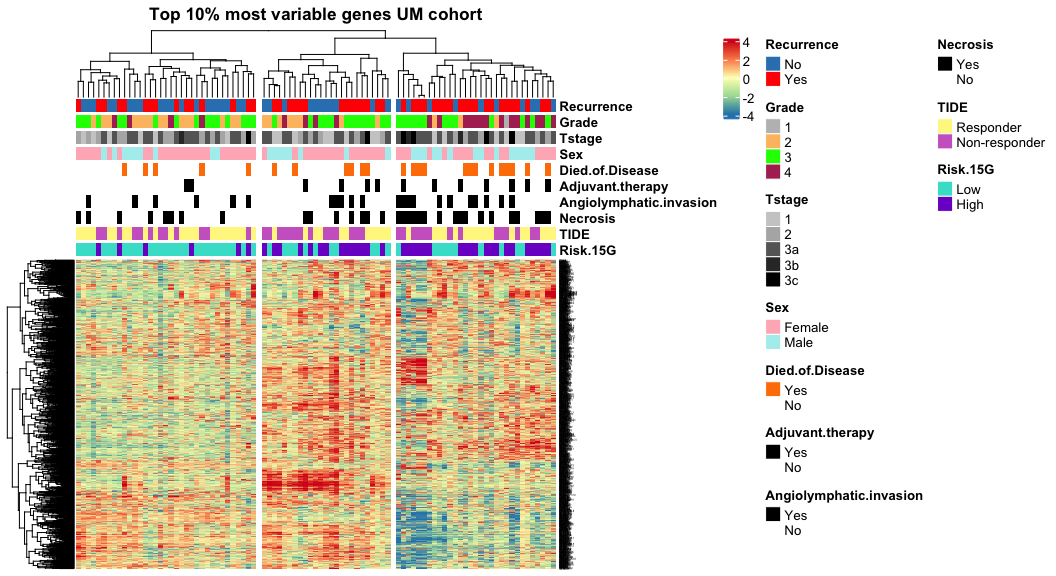 Top 10% most variable genes UM cohort
Recurrence
Grade
Tstage
Sex
Died.of.Disease
Adjuvant.therapy
Angiolymphatic.invasion
Necrosis
TIDE
Risk.15G
4
2
0
-2
-4
Recurrence
No
Yes
Grade
1
2
3
4
Tstage
1
2
3a
3b
3c
Sex
Female
Male
Died.of.Disease
Yes
No
Adjuvant.therapy
Yes
No
Angiolymphatic.invasion
Yes
No
Necrosis
Yes
No
TIDE
Responder
Non-responder
Risk.15G
Low
High